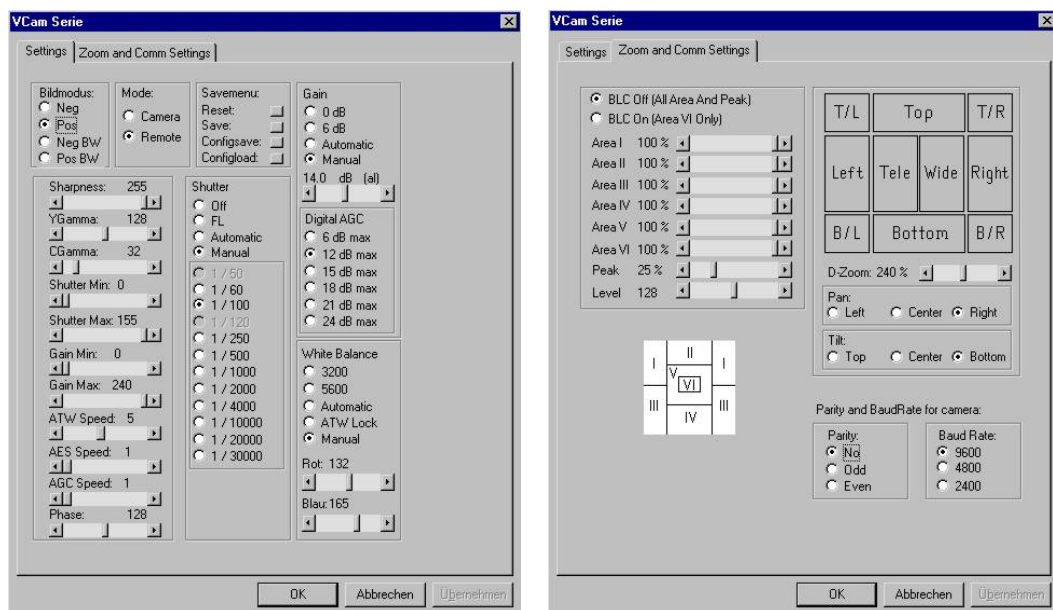 VCam Serie
Settings
Zoom and Comm Settings
Bildmodus:
Neg
Pos
Neg BW
Pos BW
Mode:
Camera
Remote
Savemenu:
Reset:
Save:
Configsave:
Configload:
Gain
0 dB
6 dB
Automatic
Manual
14.0 dB (al)
Sharpness: 255
YGamma: 128
CGamma: 32
Shutter Min: 0
Shutter Max: 155
Gain Min: 0
Gain Max: 240
ATW Speed: 5
AES Speed: 1
AGC Speed: 1
Phase: 128
Shutter
Off
FL
Automatic
Manual
1 / 50
1 / 60
1 / 100
1 / 120
1 / 250
1 / 500
1 / 1000
1 / 2000
1 / 4000
1 / 10000
1 / 20000
1 / 30000
Digital AGC
6 dB max
12 dB max
15 dB max
18 dB max
21 dB max
24 dB max
White Balance
3200
5600
Automatic
ATW Lock
Manual
Rot: 132
Blau: 165
OK
Abbrechen
Übernehmen
VCam Serie
Settings
Zoom and Comm Settings
BLC Off (All Area And Peak)
BLC On (Area VI Only)
Area I 100 %
Area II 100 %
Area III 100 %
Area IV 100 %
Area V 100 %
Area VI 100 %
Peak 25 %
Level 128
I II I
V VI
III IV III
T/L Top T/R
Left Tele Wide Right
B/L Bottom B/R
D-Zoom: 240 %
Pan:
Left Center Right
Tilt:
Top Center Bottom
Parity and BaudRate for camera:
Parity:
No
Odd
Even
Baud Rate:
9600
4800
2400
OK
Abbrechen
Übernehmen